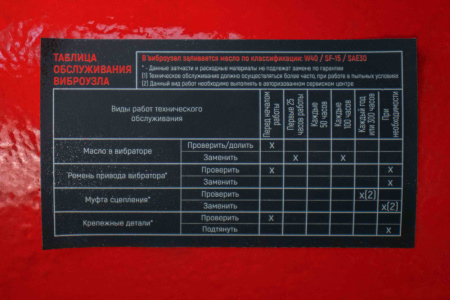 ТАБЛИЦА
ОБСЛУЖИВАНИЯ
ВИБРОУЗЛА
В виброузел заливается масло по классификации: W40 / SF-15 / SAE30
* - Данные запчасти и расходные материалы не подлежат замене по гарантии
(1) Техническое обслуживание должно осуществляться более часто, при работе в пыльных условиях
(2) Данный вид работ необходимо выполнять в авторизованном сервисном центре
Виды работ технического
обслуживания
Перед началом
работы
Первые 25
часов работы
Каждые
50 часов
Каждые
100 часов
Каждый год
или 300 часов
При
необходимости
Масло в вибраторе
Проверить/долить x
Заменить x x
Ремень привода вибратора*
Проверить x x
Заменить x
Муфта сцепления*
Проверить x(2)
Заменить x(2)
Крепежные детали*
Проверить x
Подтянуть x